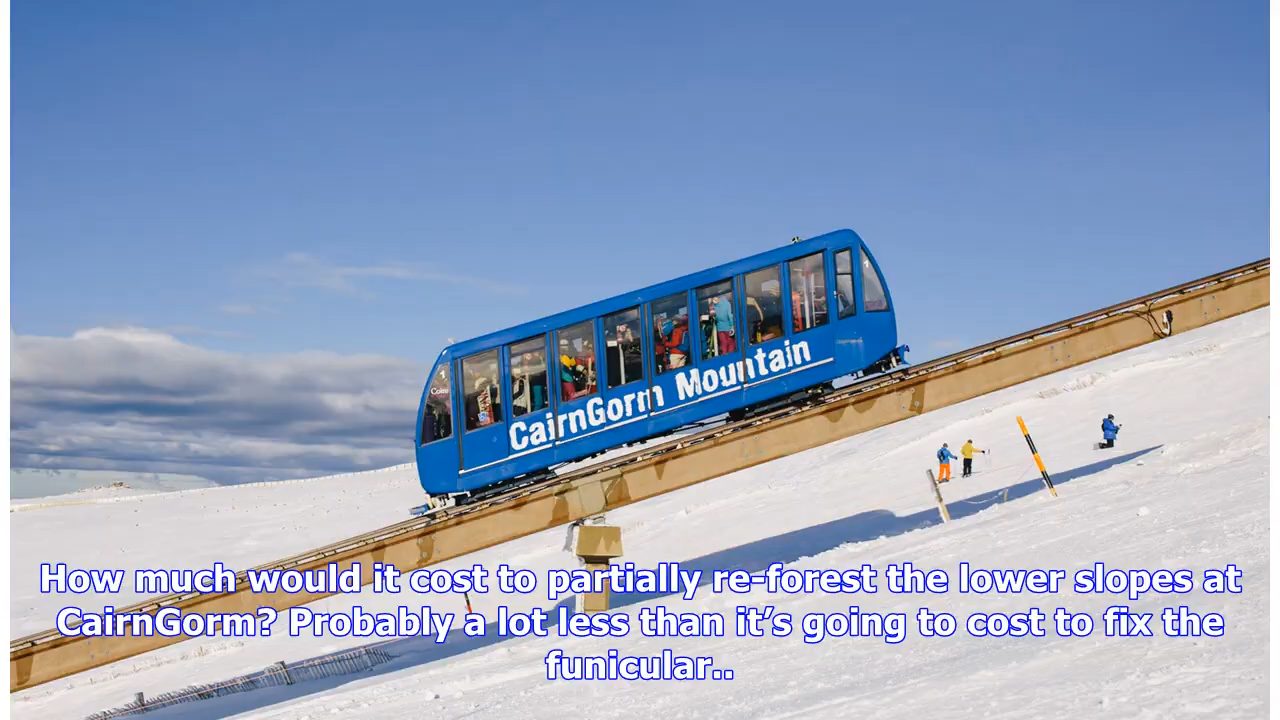 1
CairnGorm Mountain
How much would it cost to partially re-forest the lower slopes at
CairnGorm? Probably a lot less than it’s going to cost to fix the
funicular..